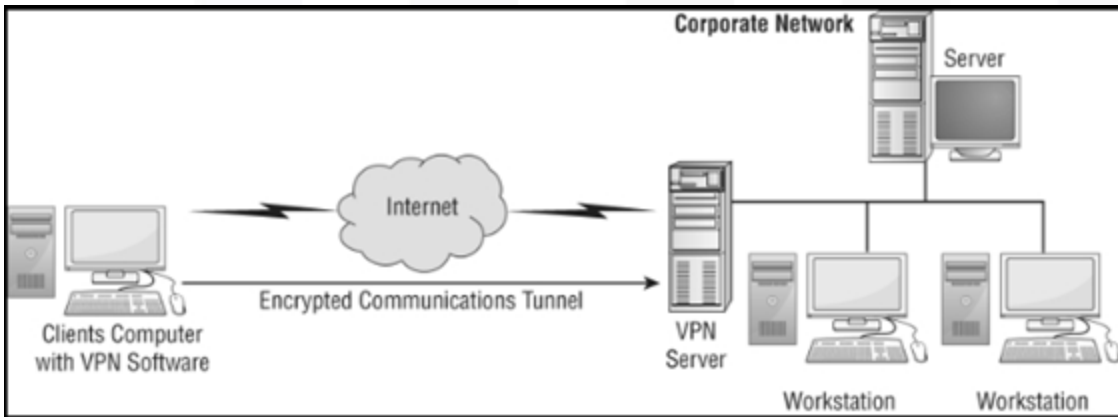 Corporate Network
Server
Internet
Encrypted Communications Tunnel
Clients Computer
with VPN Software
VPN
Server
Workstation
Workstation